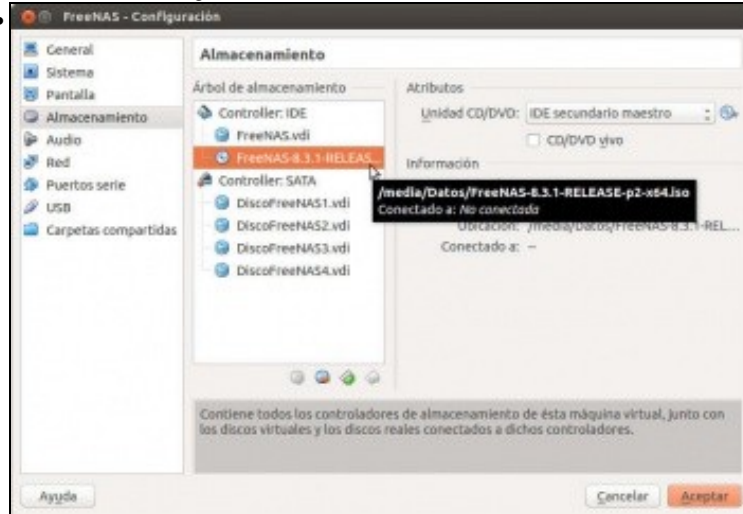 FreeNAS - Configuración
General
Sistema
Pantalla
Almacenamiento
Audio
Red
Puertos serie
USB
Carpetas compartidas
Almacenamiento
Árbol de almacenamiento
Controller: IDE
FreeNAS.vdi
FreeNAS-8.3.1-RELEAS...
Controller: SATA
DiscoFreeNAS1.vdi
DiscoFreeNAS2.vdi
DiscoFreeNAS3.vdi
DiscoFreeNAS4.vdi
Atributos
Unidad CD/DVD: IDE secundario maestro
CD/DVD vivo
Información
/media/Datos/FreeNAS-8.3.1-RELEASE-p2-x64.iso
Conectado a: No conectada
Ubicación: /media/Datos/FreeNAS-8.3.1-REL...
Conectado a: --
Contiene todos los controladores de almacenamiento de ésta máquina virtual, junto con
los discos virtuales y los discos reales conectados a dichos controladores.
Ayuda
Cancelar
Aceptar